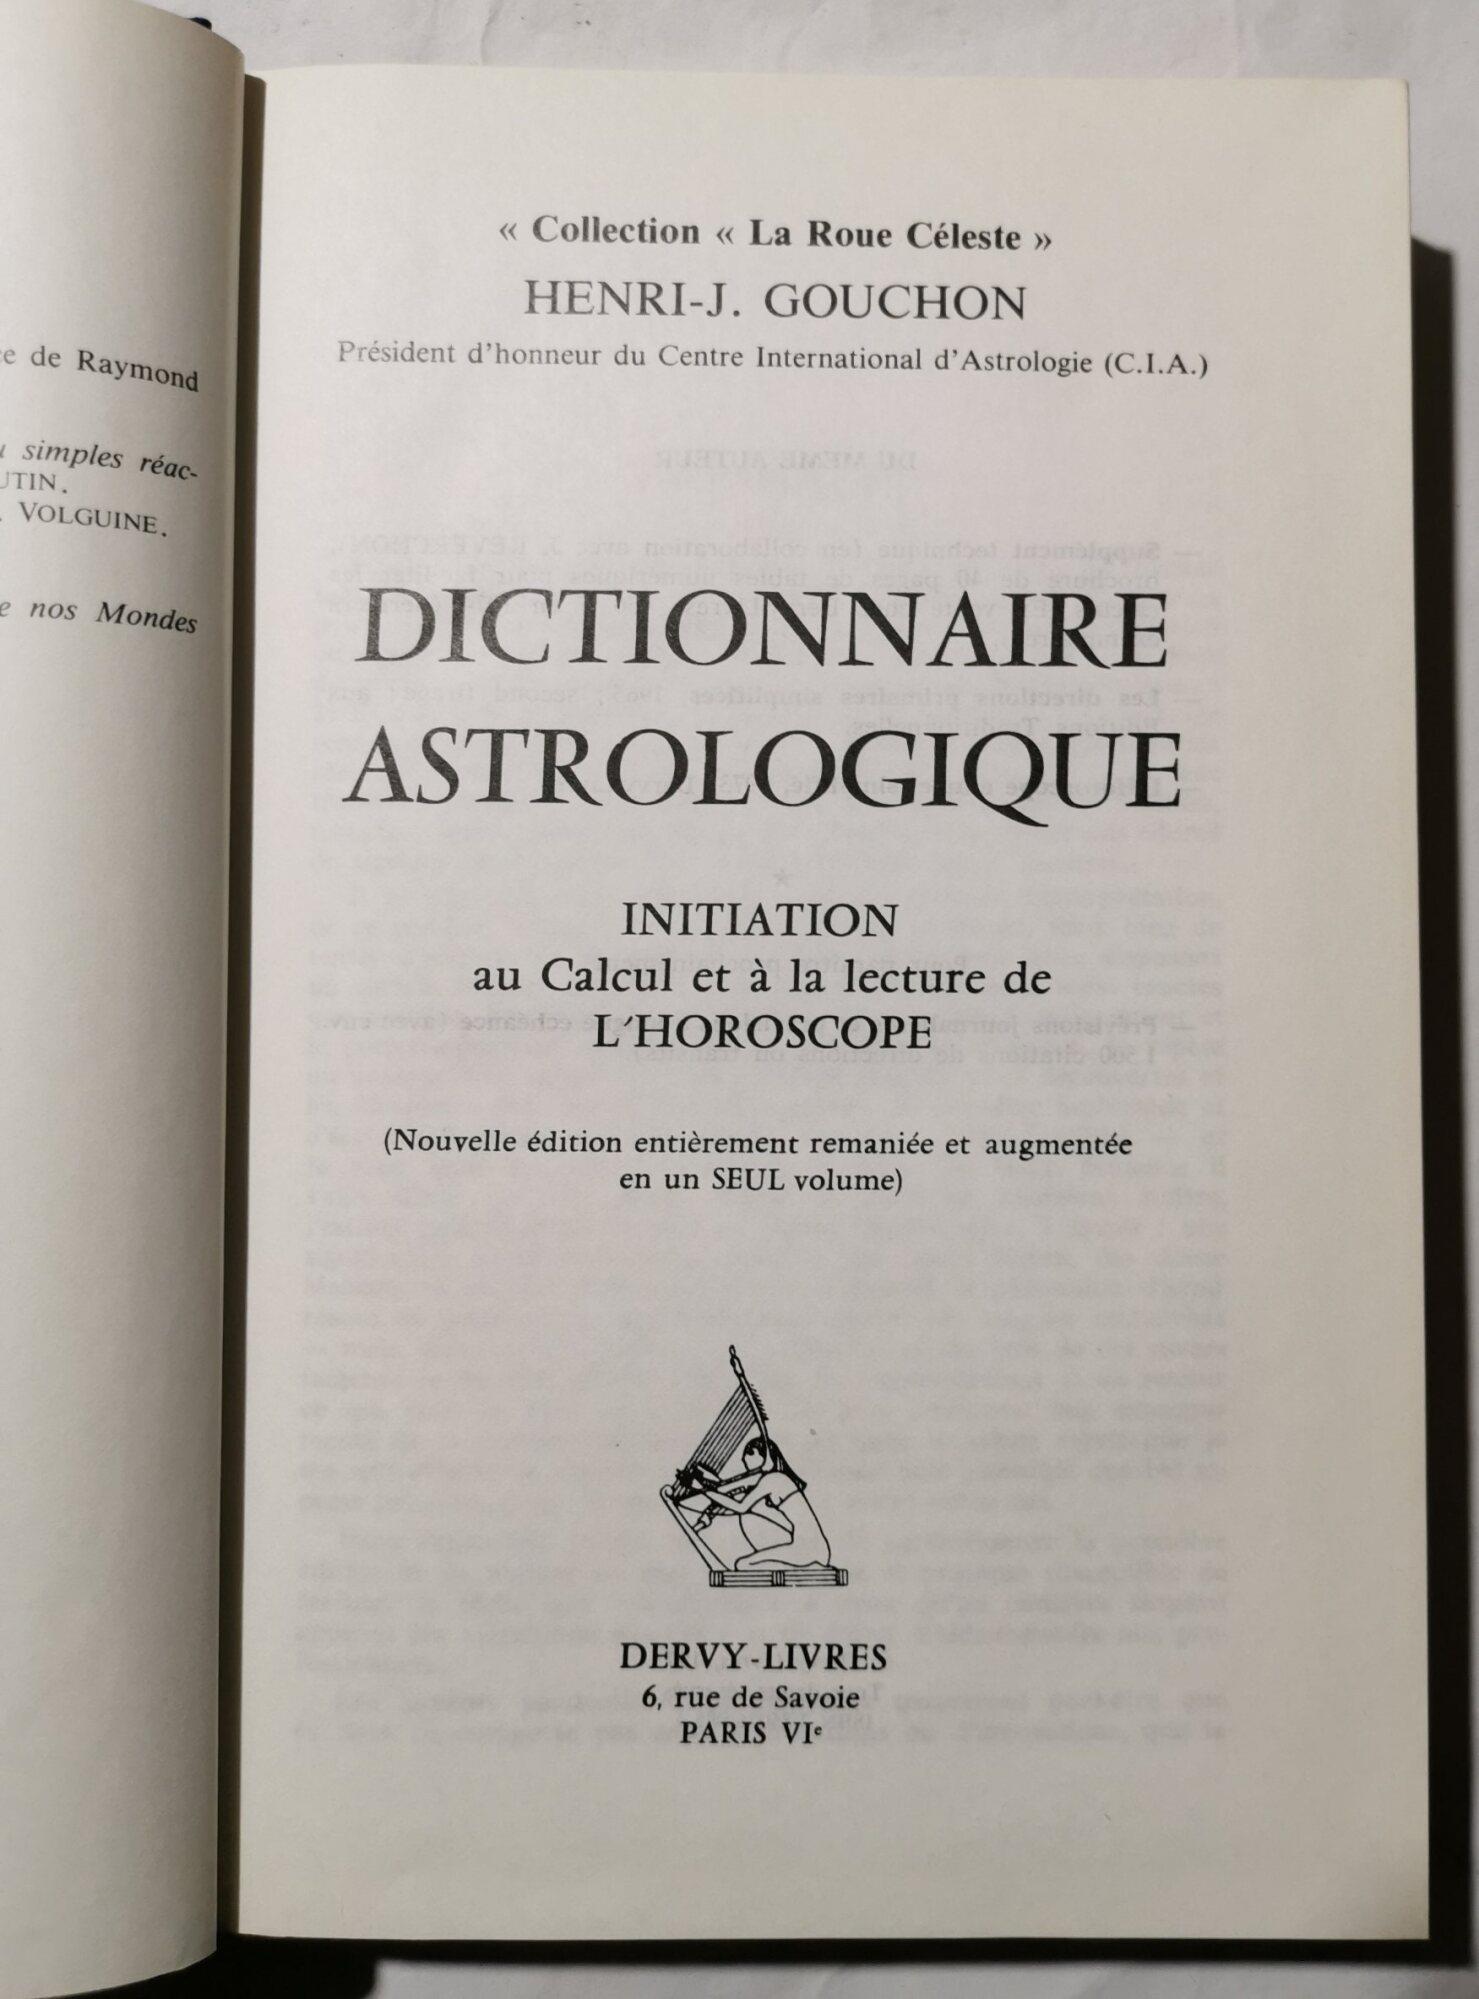 de Raymond
simples réac-
VOLGUINE.
nos Mondes
« Collection « La Roue Céleste »
HENRI-J. GOUCHON
Président d'honneur du Centre International d'Astrologie (C.I.A.)
DICTIONNAIRE
ASTROLOGIQUE
INITIATION
au Calcul et à la lecture de
L'HOROSCOPE
(Nouvelle édition entièrement remaniée et augmentée
en un SEUL volume)
DERVY-LIVRES
6, rue de Savoie
PARIS VIe